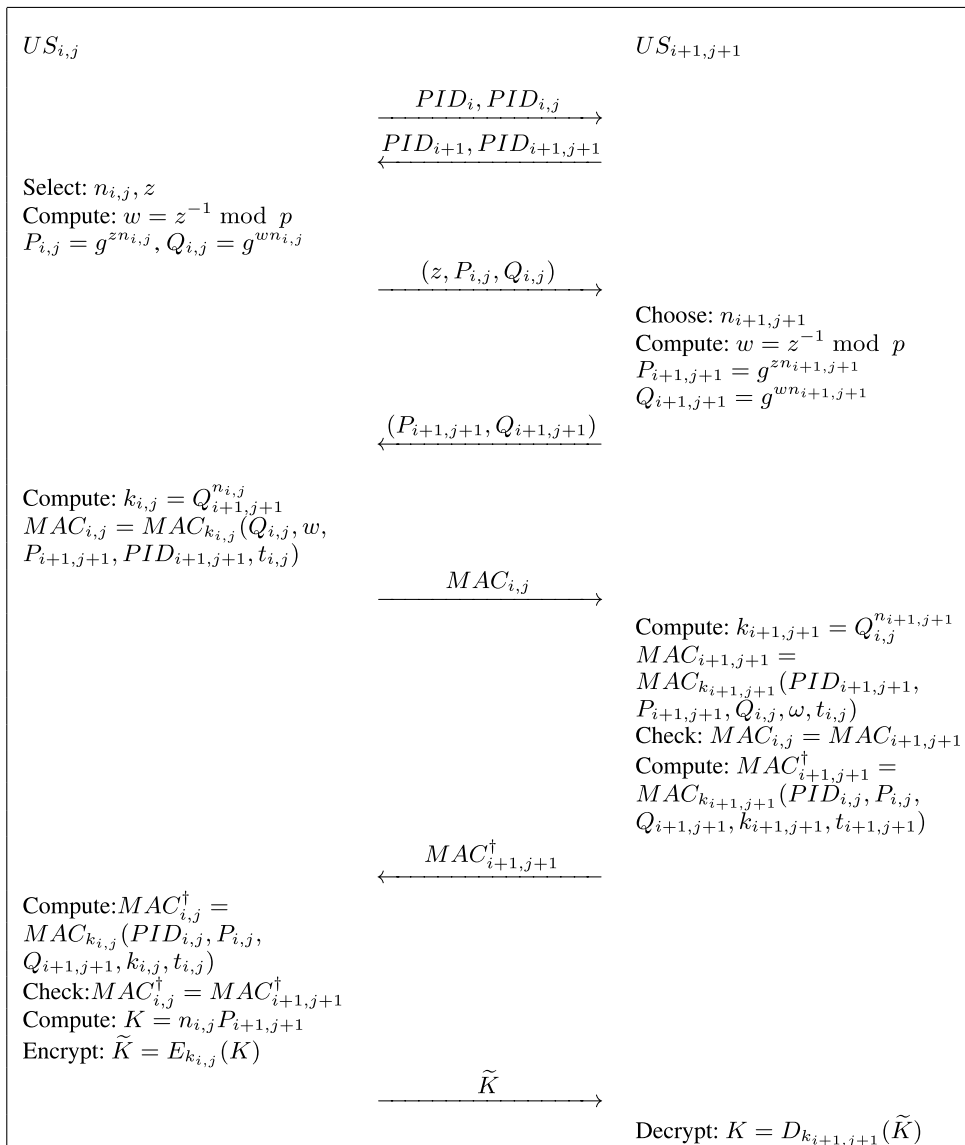 US_{i,j} US_{i+1,j+1}
PID_i, PID_{i,j}
PID_{i+1}, PID_{i+1,j+1}
Select: n_{i,j}, z
Compute: w = z^{-1} mod p
P_{i,j} = g^{zn_{i,j}}, Q_{i,j} = g^{wn_{i,j}}
(z, P_{i,j}, Q_{i,j})
Choose: n_{i+1,j+1}
Compute: w = z^{-1} mod p
P_{i+1,j+1} = g^{zn_{i+1,j+1}}
Q_{i+1,j+1} = g^{wn_{i+1,j+1}}
(P_{i+1,j+1}, Q_{i+1,j+1})
Compute: k_{i,j} = Q_{i+1,j+1}^{n_{i,j}}
MAC_{i,j} = MAC_{k_{i,j}}(Q_{i,j}, w,
P_{i+1,j+1}, PID_{i+1,j+1}, t_{i,j})
MAC_{i,j}
Compute: k_{i+1,j+1} = Q_{i,j}^{n_{i+1,j+1}}
MAC_{i+1,j+1} =
MAC_{k_{i+1,j+1}}(PID_{i+1,j+1},
P_{i+1,j+1}, Q_{i,j}, ω, t_{i,j})
Check: MAC_{i,j} = MAC_{i+1,j+1}
Compute: MAC_{i+1,j+1}^† =
MAC_{k_{i+1,j+1}}(PID_{i,j}, P_{i,j},
Q_{i+1,j+1}, k_{i+1,j+1}, t_{i+1,j+1})
MAC_{i+1,j+1}^†
Compute:MAC_{i,j}^† =
MAC_{k_{i,j}}(PID_{i,j}, P_{i,j},
Q_{i+1,j+1}, k_{i,j}, t_{i,j})
Check:MAC_{i,j}^† = MAC_{i+1,j+1}^†
Compute: K = n_{i,j}P_{i+1,j+1}
Encrypt: K̃ = E_{k_{i,j}}(K)
K̃
Decrypt: K = D_{k_{i+1,j+1}}(K̃)